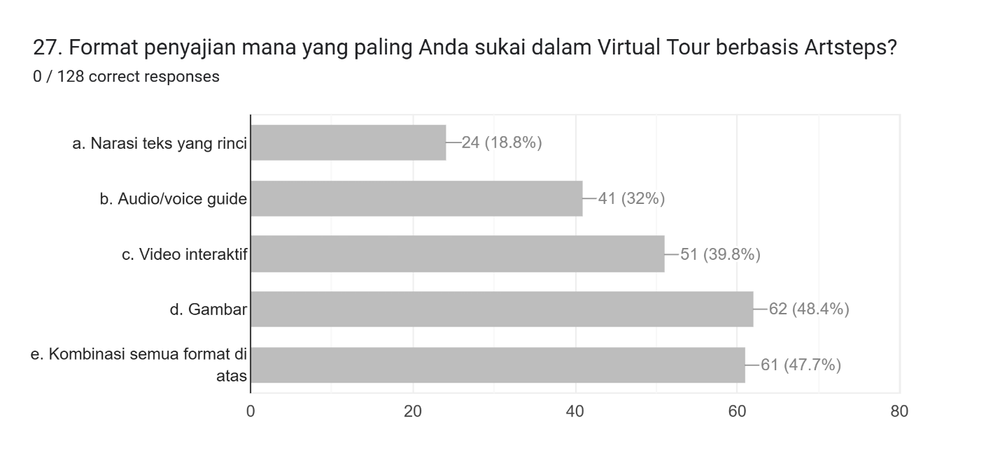 27. Format penyajian mana yang paling Anda sukai dalam Virtual Tour berbasis Artsteps?
0 / 128 correct responses
a. Narasi teks yang rinci
24 (18.8%)
b. Audio/voice guide
41 (32%)
c. Video interaktif
51 (39.8%)
d. Gambar
62 (48.4%)
e. Kombinasi semua format di
atas
61 (47.7%)
0 20 40 60 80